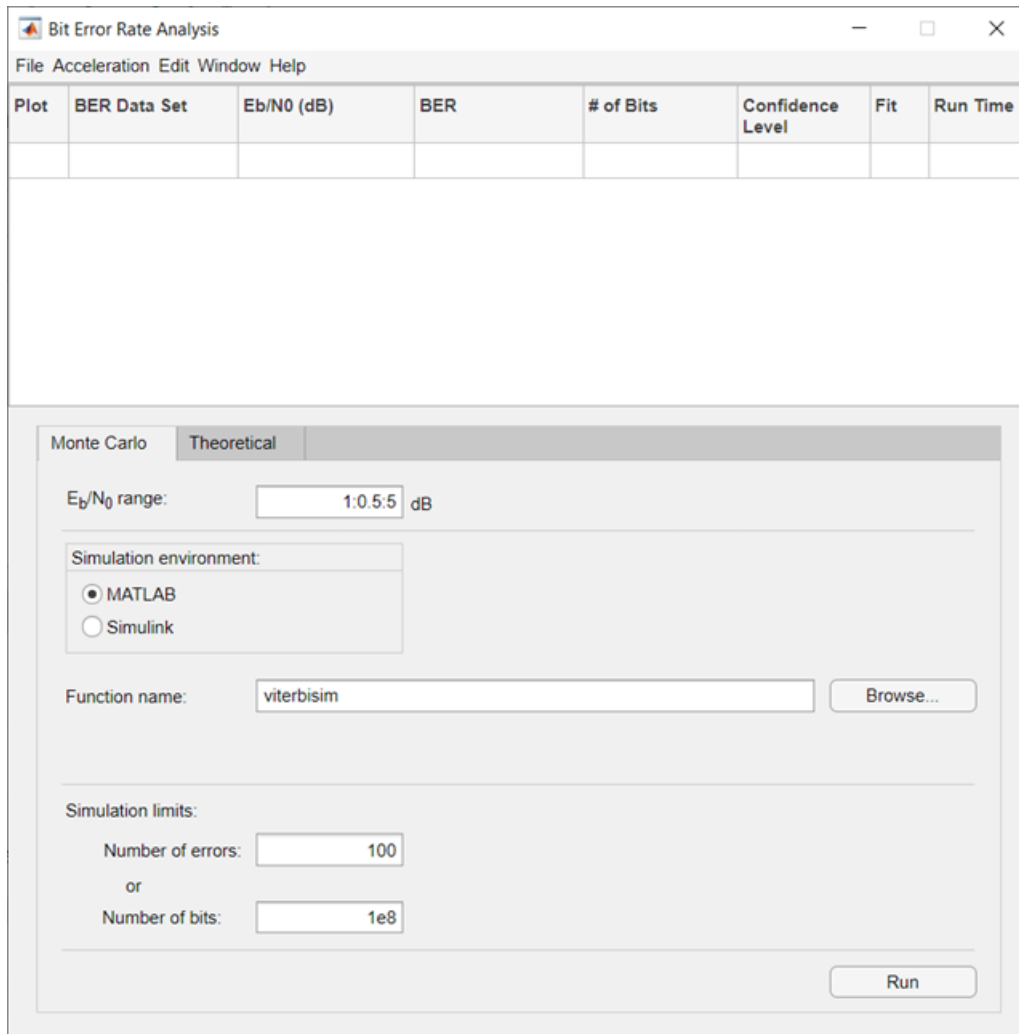 Bit Error Rate Analysis
File Acceleration Edit Window Help
Plot BER Data Set Eb/N0 (dB) BER # of Bits Confidence Level Fit Run Time
Monte Carlo Theoretical
Eb/N0 range: 1:0.5:5 dB
Simulation environment:
MATLAB
Simulink
Function name: viterbisim Browse...
Simulation limits:
Number of errors: 100
or
Number of bits: 1e8
Run